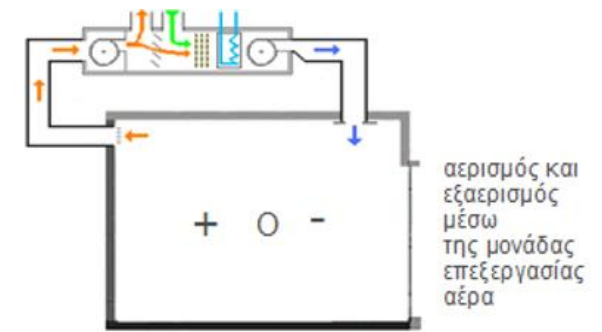 + o -
αερισμός και
εξαερισμός
μέσω
της μονάδας
επεξεργασίας
αέρα